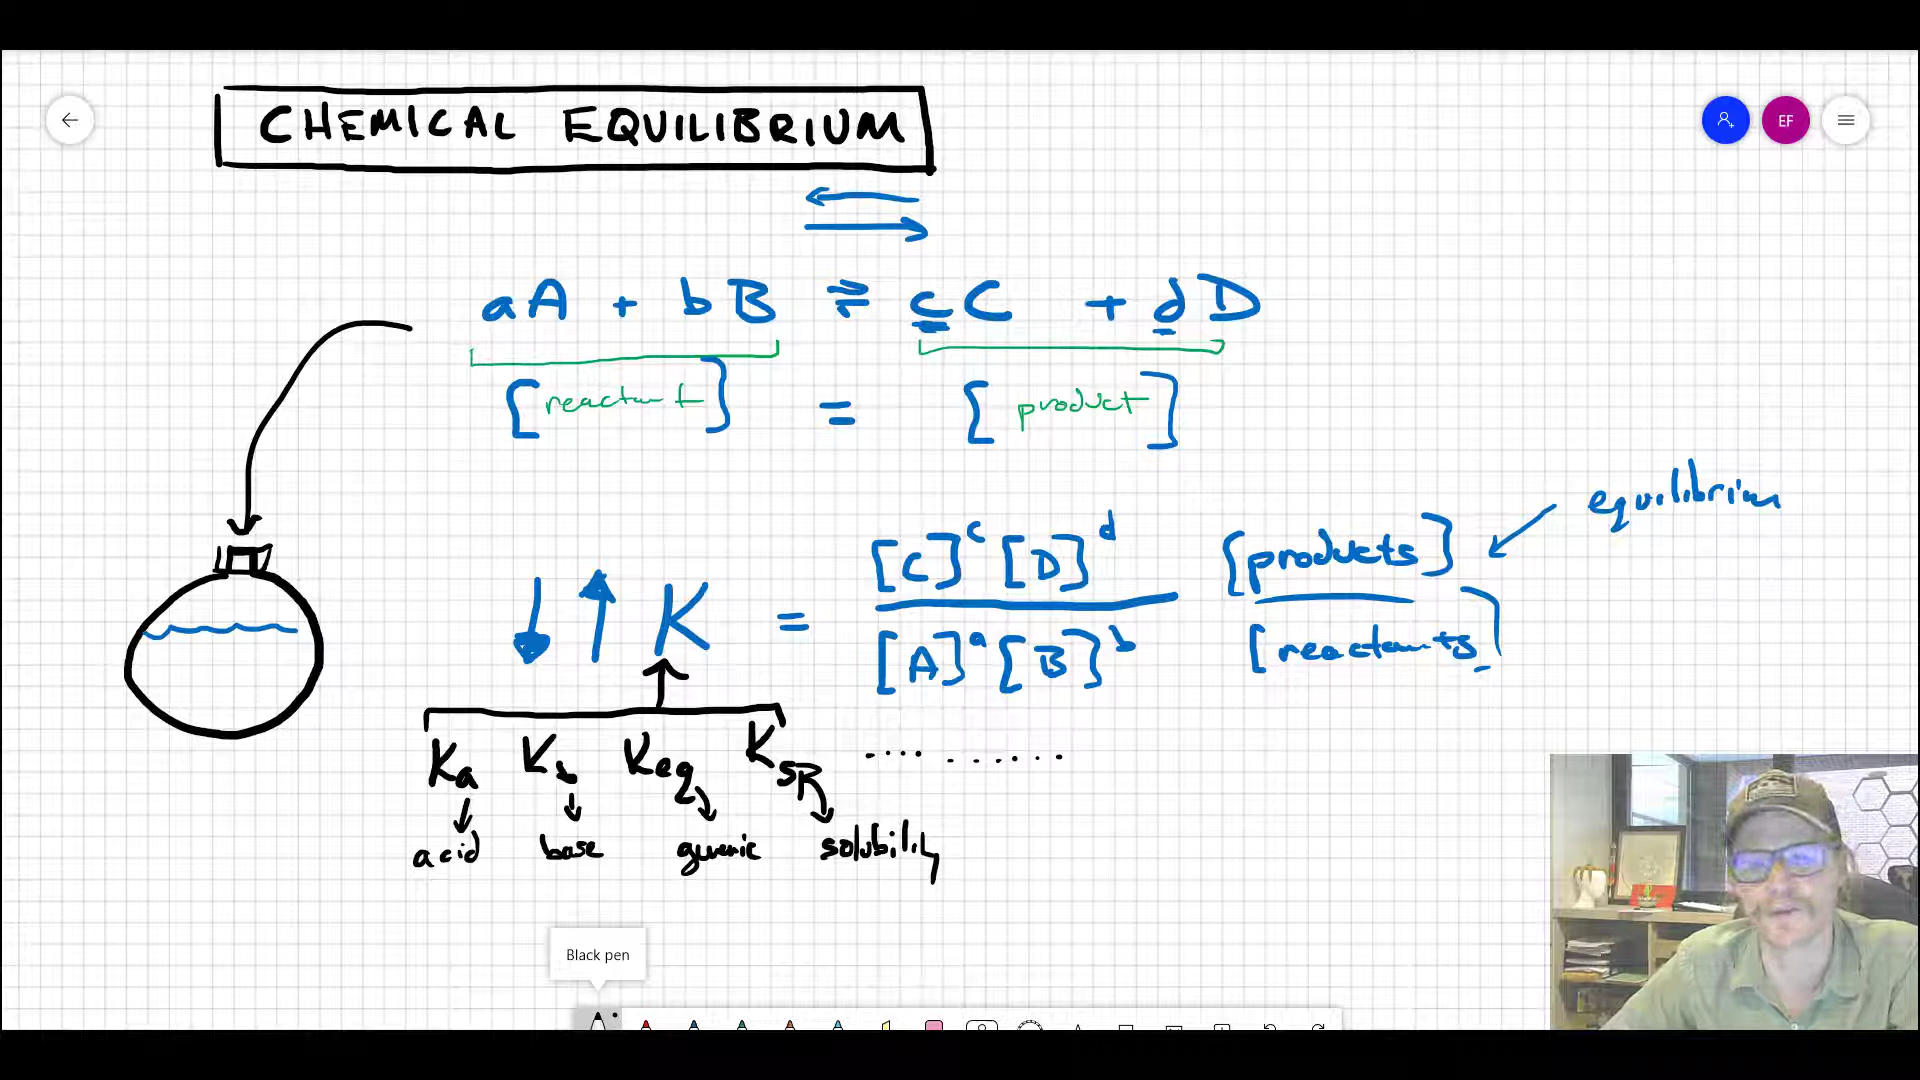 CHEMICAL EQUILIBRIUM
EF
aA + bB ⇌ cC + dD
[reactant] = [product]
equilibrium
K = [C]^c [D]^d / [A]^a [B]^b
[products]
[reactants]
Ka Kb Keq Ksp ...........
acid base generic solubility
Black pen